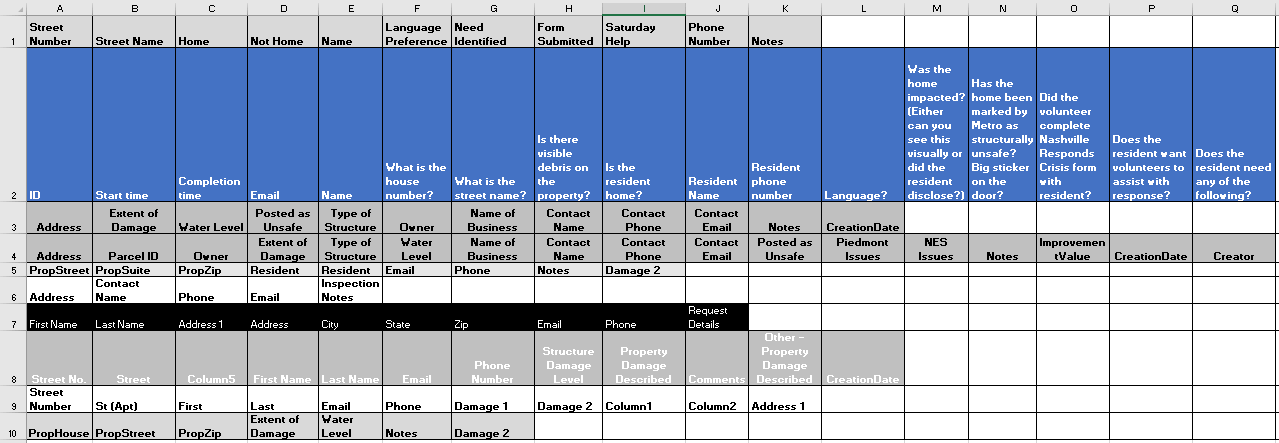 A B C D E F G H I J K L M N O P Q
1 Street Number Street Name Home Not Home Name Language Preference Need Identified Form Submitted Saturday Help Phone Number Notes
2 ID Start time Completion time Email Name What is the house number? What is the street name? Is there visible debris on the property? Is the resident home? Resident Name Resident phone number Language? Was the home impacted? (Either can you see this visually or did the resident disclose?) Has the home been marked by Metro as structurally unsafe? Big sticker on the door? Did the volunteer complete Nashville Responds Crisis form with resident? Does the resident want volunteers to assist with response? Does the resident need any of the following?
3 Address Extent of Damage Water Level Posted as Unsafe Type of Structure Owner Name of Business Contact Name Contact Phone Contact Email Notes CreationDate
4 Address Parcel ID Owner Extent of Damage Type of Structure Water Level Name of Business Contact Name Contact Phone Contact Email Posted as Unsafe Piedmont Issues NES Issues Notes Improvemen tValue CreationDate Creator
5 PropStreet PropSuite PropZip Resident Resident Email Phone Notes Damage 2
6 Address Contact Name Phone Email Inspection Notes
7 First Name Last Name Address 1 Address City State Zip Email Phone Request Details
8 Street No. Street Column5 First Name Last Name Email Phone Number Structure Damage Level Property Damage Described Comments Other – Property Damage Described CreationDate
9 Street Number St (Apt) First Last Email Phone Damage 1 Damage 2 Column1 Column2 Address 1
10 PropHouse PropStreet PropZip Extent of Damage Water Level Notes Damage 2